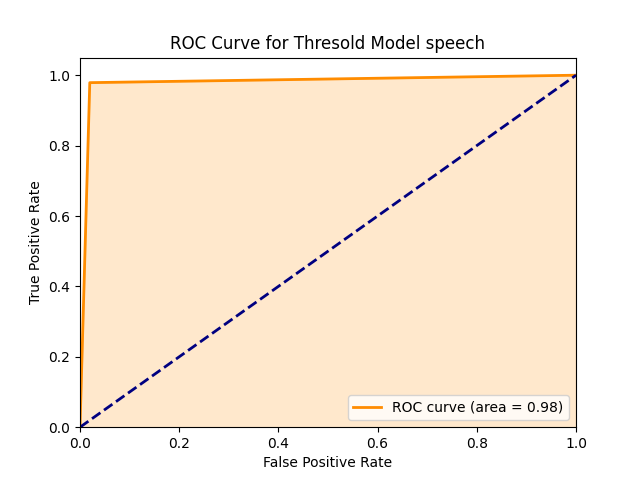 ROC Curve for Thresold Model speech
1.0
0.8
0.6
0.4
0.2
0.0
True Positive Rate
ROC curve (area = 0.98)
0.0 0.2 0.4 0.6 0.8 1.0
False Positive Rate